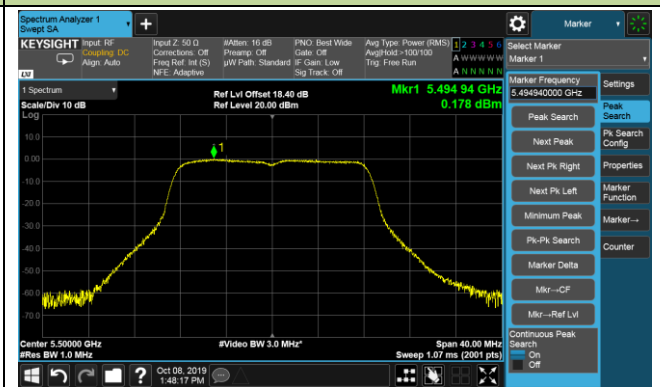 Spectrum Analyzer 1
Swept SA
+
Marker
KEYSIGHT
Input: RF
Coupling: DC
Align: Auto
Input Z: 50 Ω
Corrections: Off
Freq Ref: Int (S)
NFE: Adaptive
#Atten: 16 dB
Preamp: Off
µW Path: Standard
PNO: Best Wide
Gate: Off
IF Gain: Low
Sig Track: Off
Avg Type: Power (RMS)
Avg|Hold:>100/100
Trig: Free Run
1 2 3 4 5 6
A W W W W W
A N N N N N
LXI
Select Marker
Marker 1
1 Spectrum
Scale/Div 10 dB
Log
Ref Lvl Offset 18.40 dB
Ref Level 20.00 dBm
Mkr1 5.494 94 GHz
0.178 dBm
10.0
0.00
-10.0
-20.0
-30.0
-40.0
-50.0
-60.0
-70.0
1
Center 5.50000 GHz
#Res BW 1.0 MHz
#Video BW 3.0 MHz*
Span 40.00 MHz
Sweep 1.07 ms (2001 pts)
Marker Frequency
5.494940000 GHz
Peak Search
Next Peak
Next Pk Right
Next Pk Left
Minimum Peak
Pk-Pk Search
Marker Delta
Mkr→CF
Mkr→Ref Lvl
Continuous Peak
Search
On
Off
Settings
Peak
Search
Pk Search
Config
Properties
Marker
Function
Marker→
Counter
?
Oct 08, 2019
1:48:17 PM